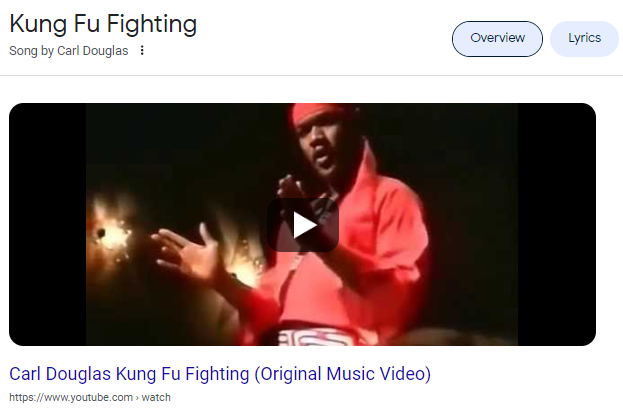 Kung Fu Fighting
Song by Carl Douglas
Overview
Lyrics
Carl Douglas Kung Fu Fighting (Original Music Video)
https://www.youtube.com › watch